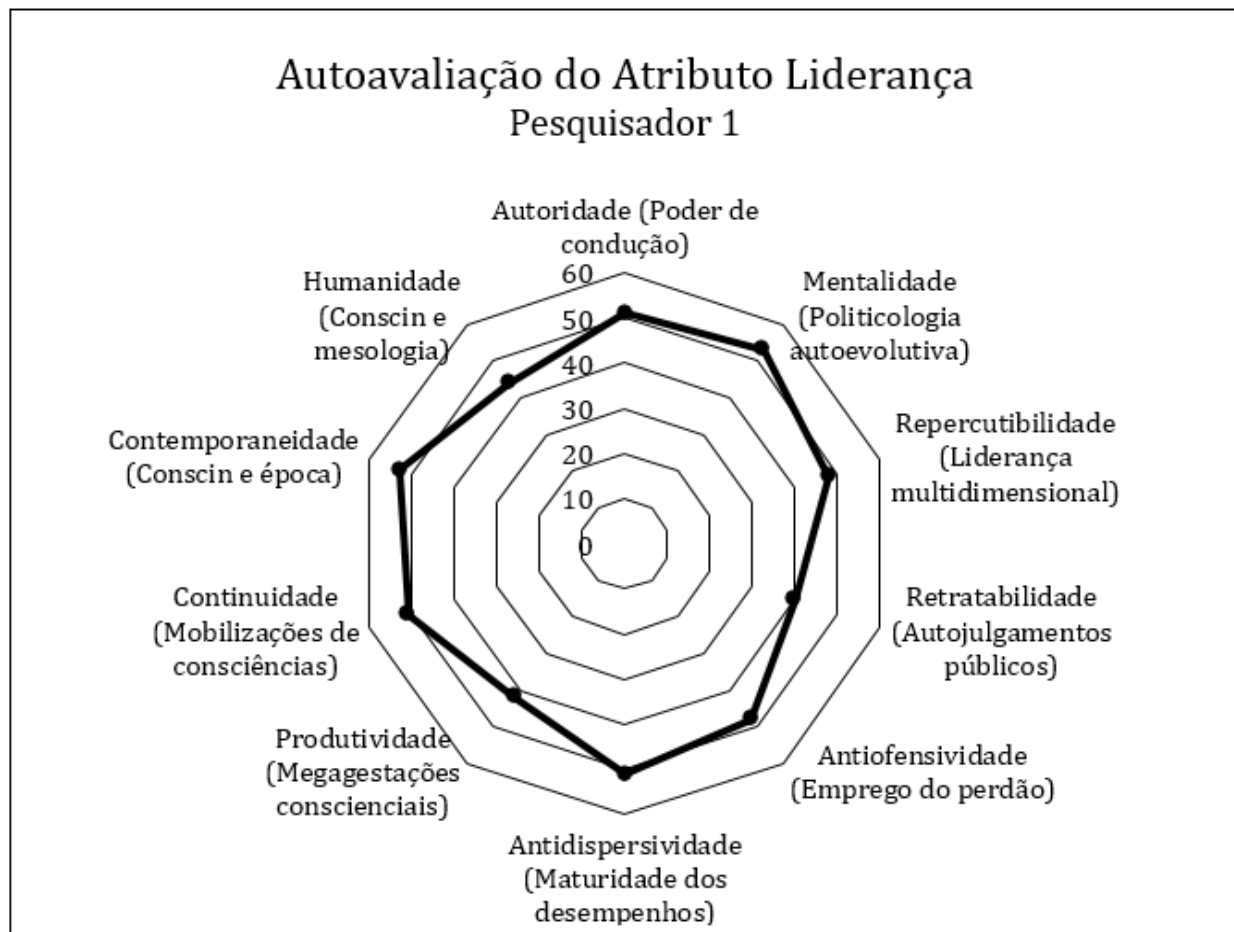 Autoavaliação do Atributo Liderança
Pesquisador 1
Autoridade (Poder de
condução)
Mentalidade
(Politicologia
autoevolutiva)
Repercutibilidade
(Liderança
multidimensional)
Retratabilidade
(Autojulgamentos
públicos)
Antiofensividade
(Emprego do perdão)
Antidispersividade
(Maturidade dos
desempenhos)
Produtividade
(Megagestações
conscienciais)
Continuidade
(Mobilizações de
consciências)
Contemporaneidade
(Conscin e época)
Humanidade
(Conscin e
mesologia)
60
50
40
30
20
10
0